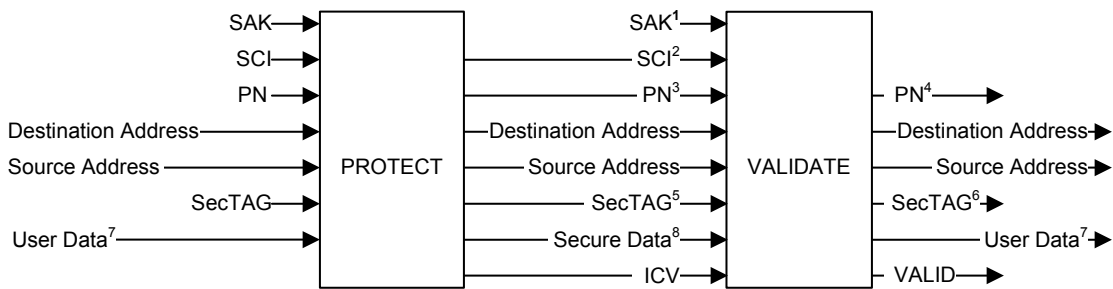 SAK SAK¹
SCI SCI²
PN PN³ PN⁴
Destination Address Destination Address Destination Address
Source Address PROTECT Source Address VALIDATE Source Address
SecTAG SecTAG⁵ SecTAG⁶
User Data⁷ Secure Data⁸ User Data⁷
ICV VALID